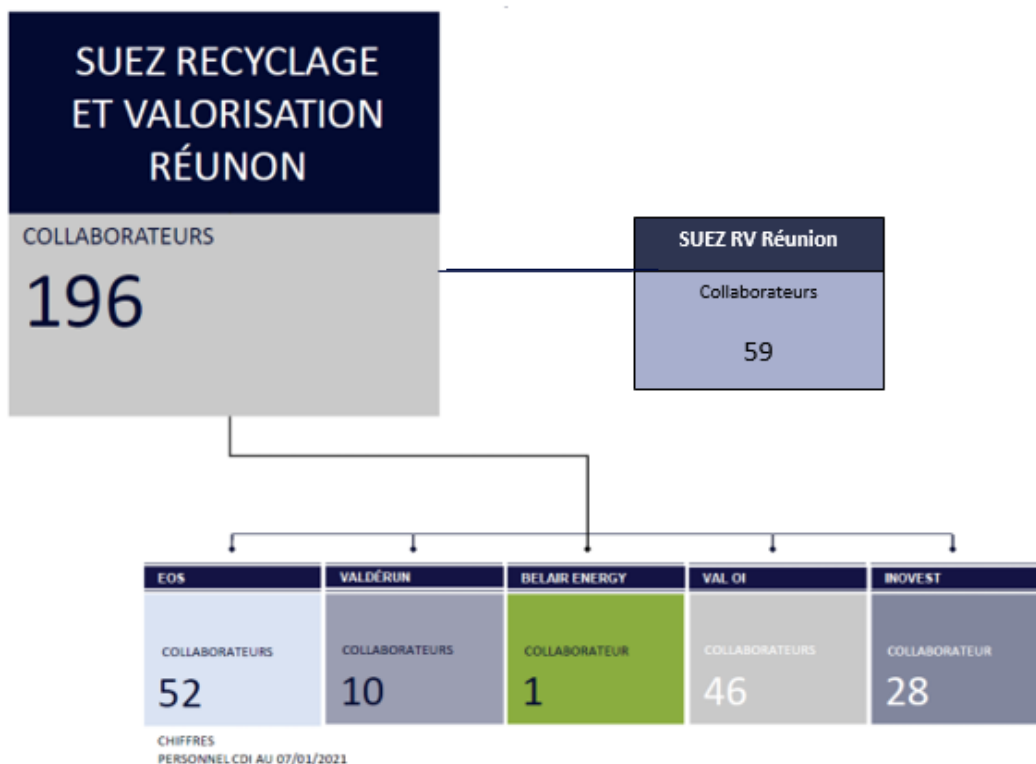 SUEZ RECYCLAGE
ET VALORISATION
RÉUNON
COLLABORATEURS
196
SUEZ RV Réunion
Collaborateurs
59
EOS
COLLABORATEURS
52
VALDÉRUN
COLLABORATEURS
10
BELAIR ENERGY
COLLABORATEUR
1
VAL OI
COLLABORATEURS
46
INOVEST
COLLABORATEUR
28
CHIFFRES
PERSONNEL CDI AU 07/01/2021